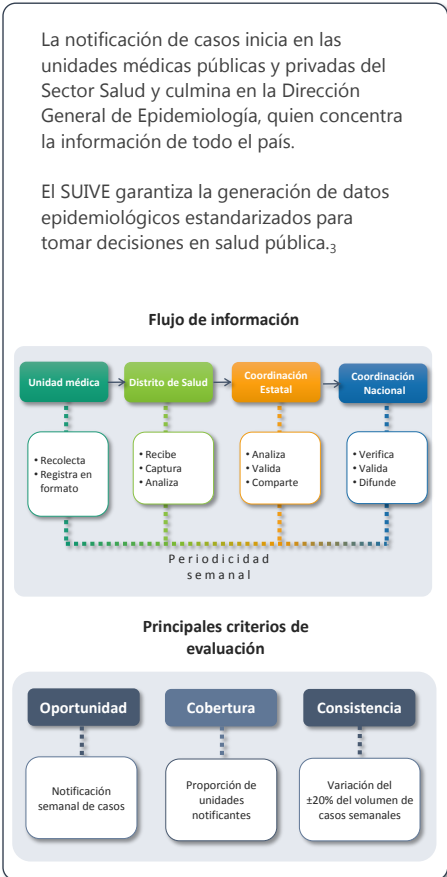 La notificación de casos inicia en las
unidades médicas públicas y privadas del
Sector Salud y culmina en la Dirección
General de Epidemiología, quien concentra
la información de todo el país.
El SUIVE garantiza la generación de datos
epidemiológicos estandarizados para
tomar decisiones en salud pública.3
Flujo de información
Unidad médica
Distrito de Salud
Coordinación
Estatal
Coordinación
Nacional
• Recolecta
• Registra en
formato
• Recibe
• Captura
• Analiza
• Analiza
• Valida
• Comparte
• Verifica
• Valida
• Difunde
Periodicidad
semanal
Principales criterios de
evaluación
Oportunidad
Cobertura
Consistencia
Notificación
semanal de casos
Proporción de
unidades
notificantes
Variación del
±20% del volumen de
casos semanales